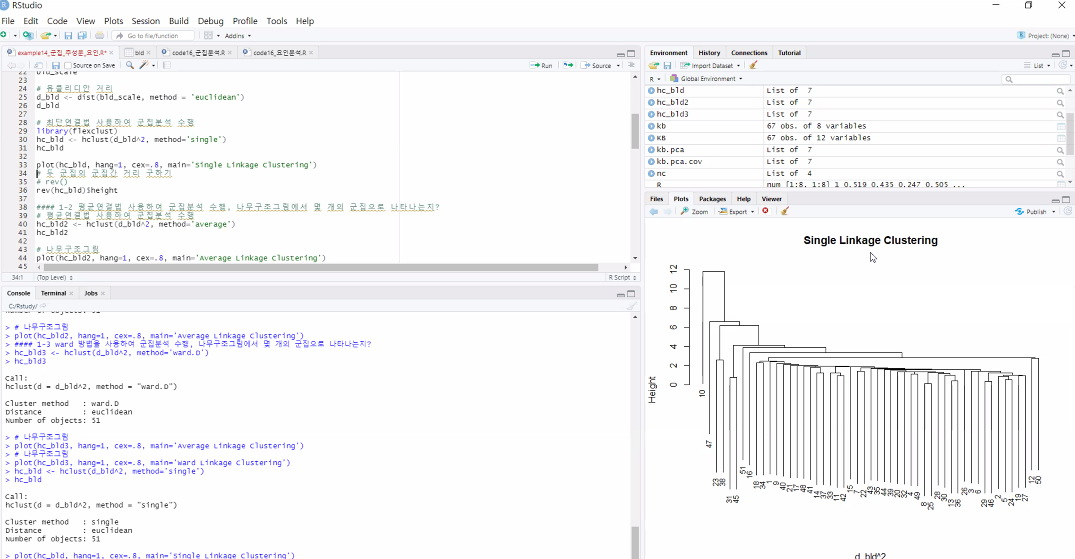 RStudio
File Edit Code View Plots Session Build Debug Profile Tools Help
Go to file/function Addins Project: (None)
example14_군집_주성분_요인.R* bld code16_군집분석.R code16_요인분석.R
Source on Save Run Source
22 bld_scale
23
24 # 유클리디안 거리
25 d_bld <- dist(bld_scale, method = 'euclidean')
26 d_bld
27
28 # 최단연결법 사용하여 군집분석 수행
29 library(flexclust)
30 hc_bld <- hclust(d_bld^2, method='single')
31 hc_bld
32
33 plot(hc_bld, hang=1, cex=.8, main='Single Linkage Clustering')
34 # 두 군집의 군집간 거리 구하기
35 # rev()
36 rev(hc_bld)$height
37
38 #### 1-2 평균연결법 사용하여 군집분석 수행, 나무구조그림에서 몇 개의 군집으로 나타나는지?
39 # 평균연결법 사용하여 군집분석 수행
40 hc_bld2 <- hclust(d_bld^2, method='average')
41 hc_bld2
42
43 # 나무구조그림
44 plot(hc_bld2, hang=1, cex=.8, main='Average Linkage Clustering')
45
34:1 (Top Level) R Script
Console Terminal Jobs
C:/Rstudy/
Number of objects: 51
> # 나무구조그림
> plot(hc_bld2, hang=1, cex=.8, main='Average Linkage Clustering')
> #### 1-3 ward 방법을 사용하여 군집분석 수행, 나무구조그림에서 몇 개의 군집으로 나타나는지?
> hc_bld3 <- hclust(d_bld^2, method='ward.D')
> hc_bld3
Call:
hclust(d = d_bld^2, method = "ward.D")
Cluster method : ward.D
Distance : euclidean
Number of objects: 51
> # 나무구조그림
> plot(hc_bld3, hang=1, cex=.8, main='Average Linkage Clustering')
> # 나무구조그림
> plot(hc_bld3, hang=1, cex=.8, main='Ward Linkage Clustering')
> hc_bld <- hclust(d_bld^2, method='single')
> hc_bld
Call:
hclust(d = d_bld^2, method = "single")
Cluster method : single
Distance : euclidean
Number of objects: 51
> plot(hc_bld, hang=1, cex=.8, main='Single Linkage Clustering')
Environment History Connections Tutorial
Import Dataset List
R Global Environment
hc_bld List of 7
hc_bld2 List of 7
hc_bld3 List of 7
kb 67 obs. of 8 variables
KB 67 obs. of 12 variables
kb.pca List of 7
kb.pca.cov List of 7
nc List of 4
R num [1:8, 1:8] 1 0.519 0.435 0.247 0.505 ...
Files Plots Packages Help Viewer
Zoom Export Publish
Single Linkage Clustering
Height
12
10
8
6
4
2
0
10
47
23 38
31 45
51 16
18 34 1 9 40 21 17 48 41 14 37 33 11 42 15 7 22 43 35 44 39 20 32 4 49 8 25 28 30 13 36 26 3 6 29 46 2 5 24 19 27 12 50
d_bld^2